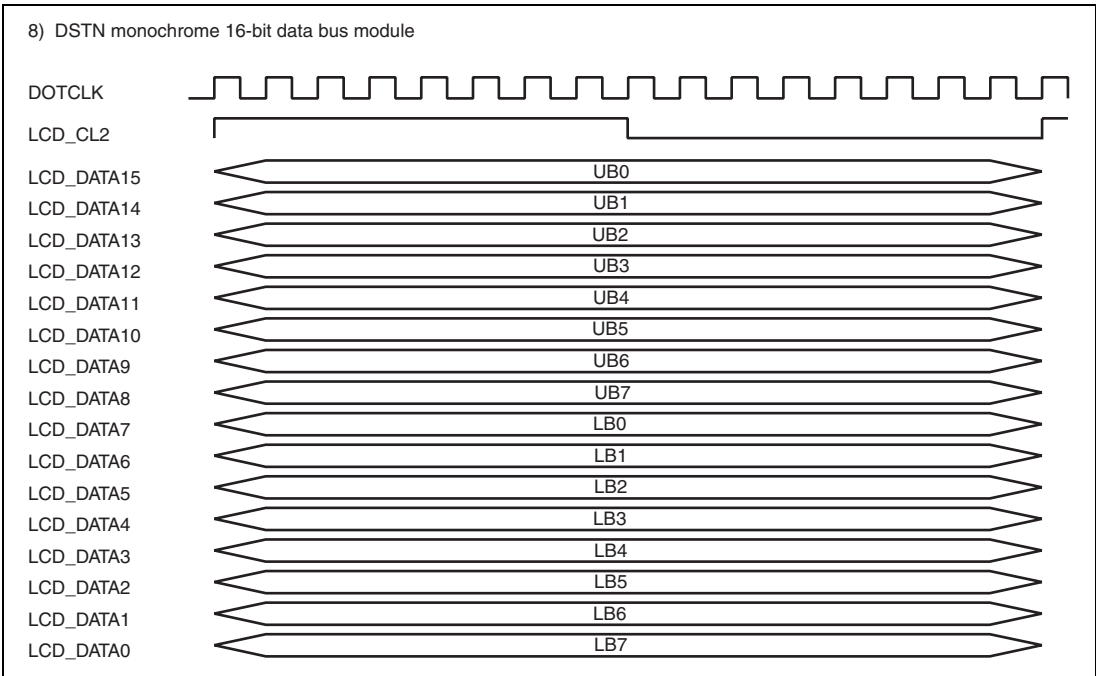 8) DSTN monochrome 16-bit data bus module
DOTCLK
LCD_CL2
LCD_DATA15 UB0
LCD_DATA14 UB1
LCD_DATA13 UB2
LCD_DATA12 UB3
LCD_DATA11 UB4
LCD_DATA10 UB5
LCD_DATA9 UB6
LCD_DATA8 UB7
LCD_DATA7 LB0
LCD_DATA6 LB1
LCD_DATA5 LB2
LCD_DATA4 LB3
LCD_DATA3 LB4
LCD_DATA2 LB5
LCD_DATA1 LB6
LCD_DATA0 LB7